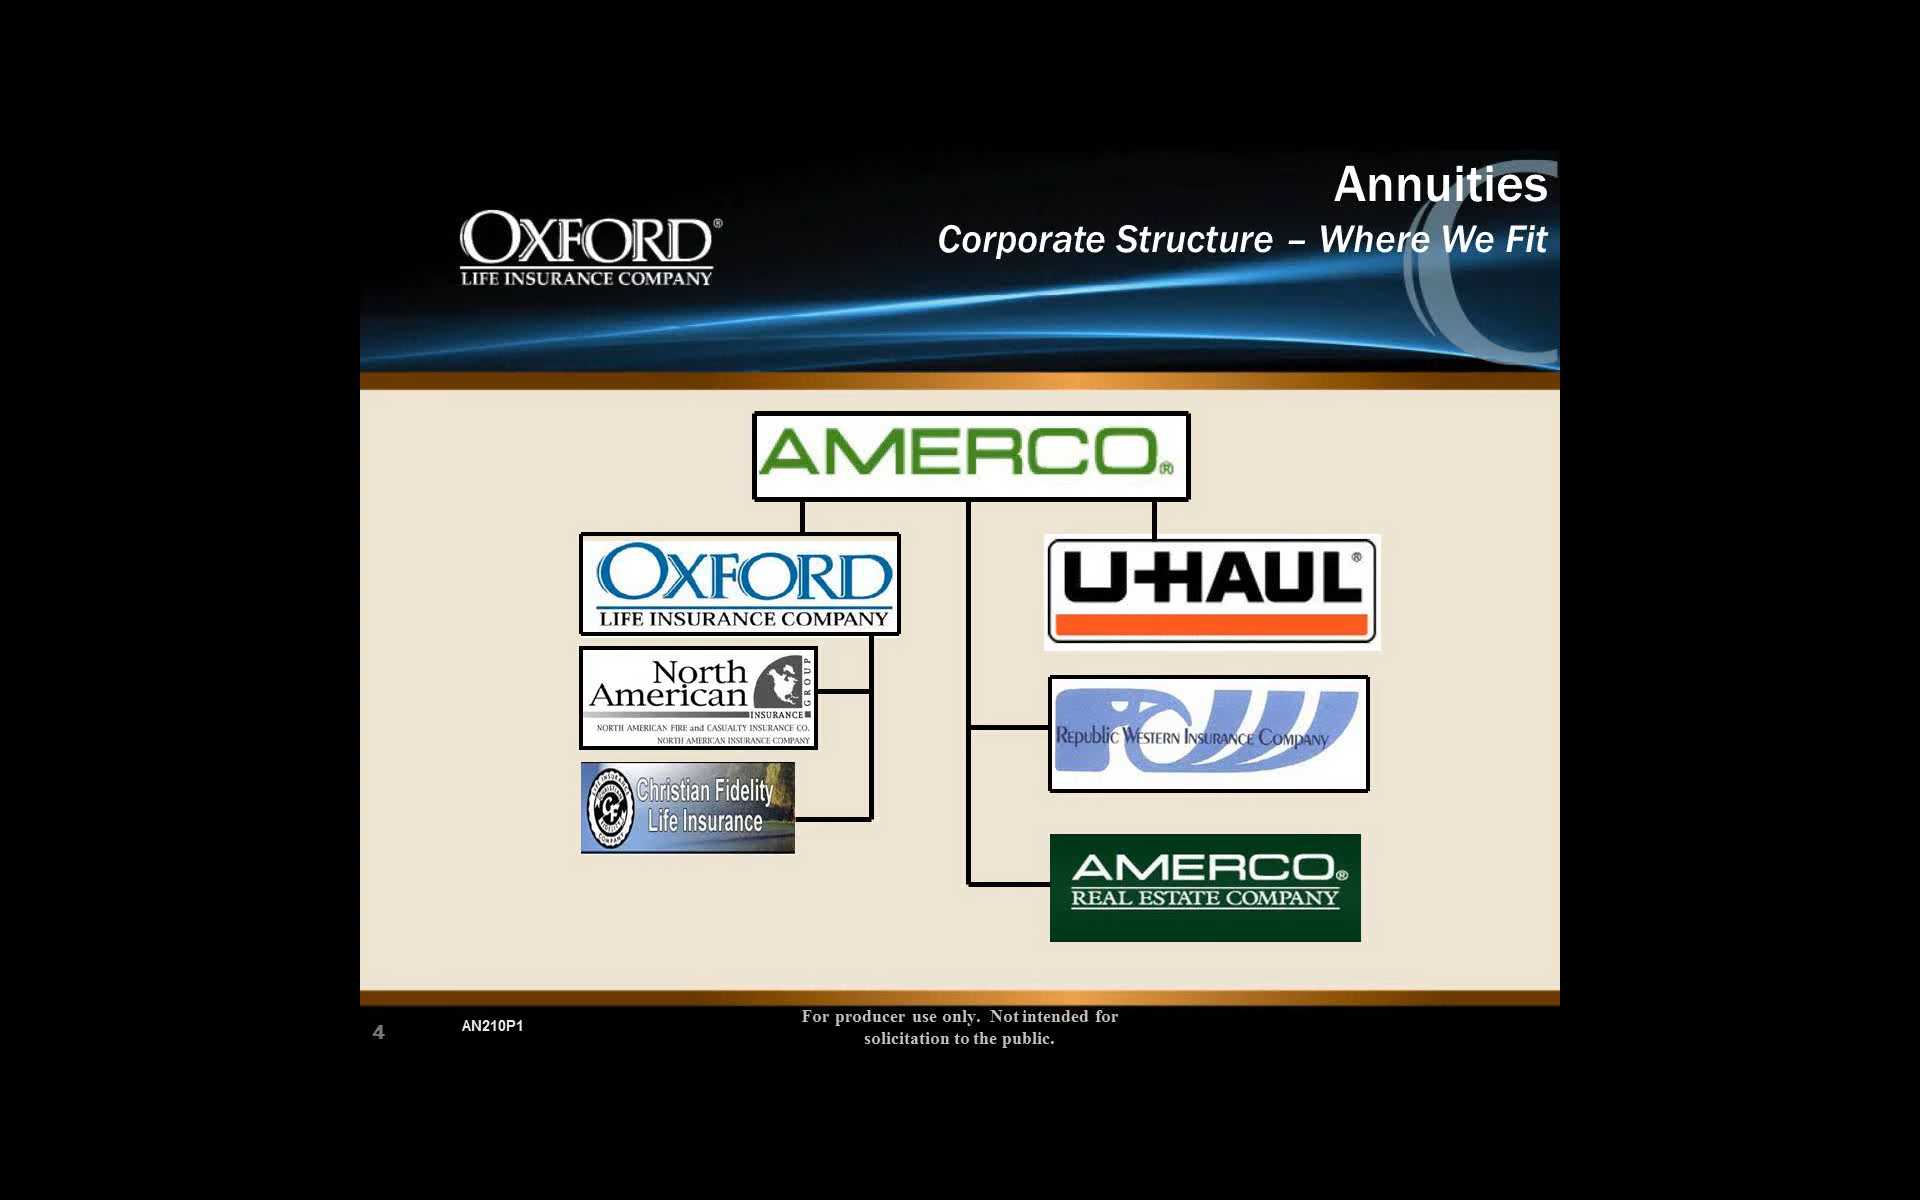 Annuities
Corporate Structure – Where We Fit
OXFORD®
LIFE INSURANCE COMPANY
AMERCO®
OXFORD
LIFE INSURANCE COMPANY
U-HAUL®
North
American
GROUP
INSURANCE
NORTH AMERICAN FIRE and CASUALTY INSURANCE CO.
NORTH AMERICAN INSURANCE COMPANY
REPUBLIC WESTERN INSURANCE COMPANY
Christian Fidelity
Life Insurance
AMERCO®
REAL ESTATE COMPANY
4
AN210P1
For producer use only. Not intended for
solicitation to the public.